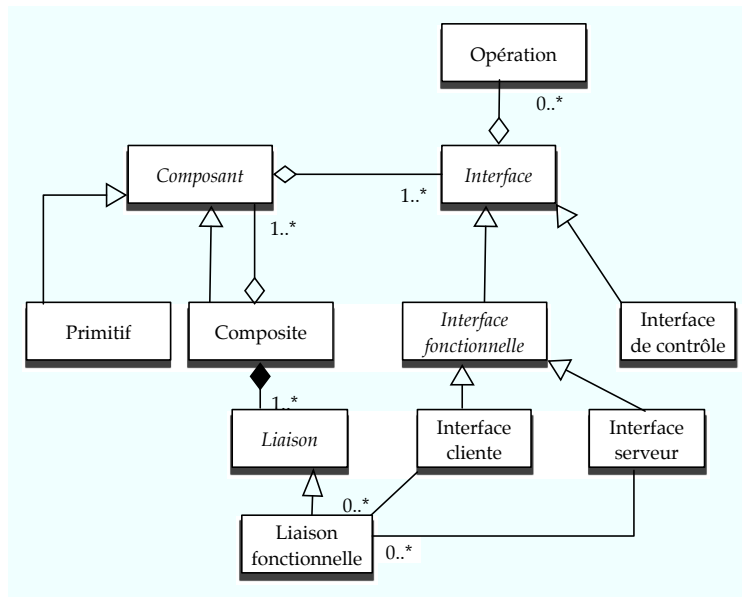 Opération
0..*
Composant
Interface
1..*
1..*
Primitif
Composite
Interface
fonctionnelle
Interface
de contrôle
1..*
Liaison
Interface
cliente
Interface
serveur
0..*
Liaison
fonctionnelle
0..*